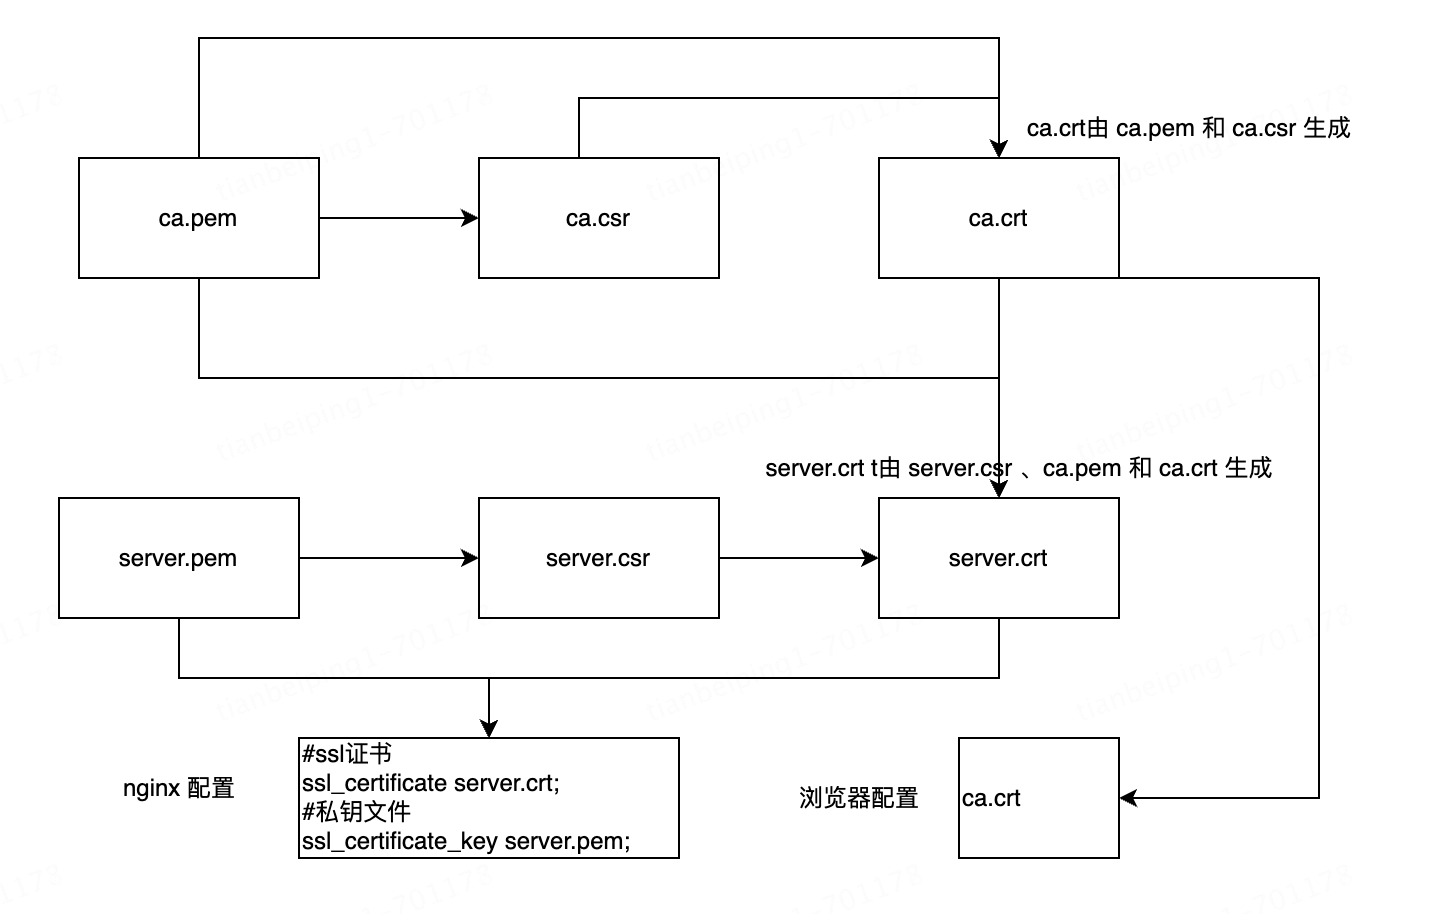 ca.crt由 ca.pem 和 ca.csr 生成
ca.pem
ca.csr
ca.crt
server.crt t由 server.csr 、ca.pem 和 ca.crt 生成
server.pem
server.csr
server.crt
nginx 配置
#ssl证书
ssl_certificate server.crt;
#私钥文件
ssl_certificate_key server.pem;
浏览器配置
ca.crt